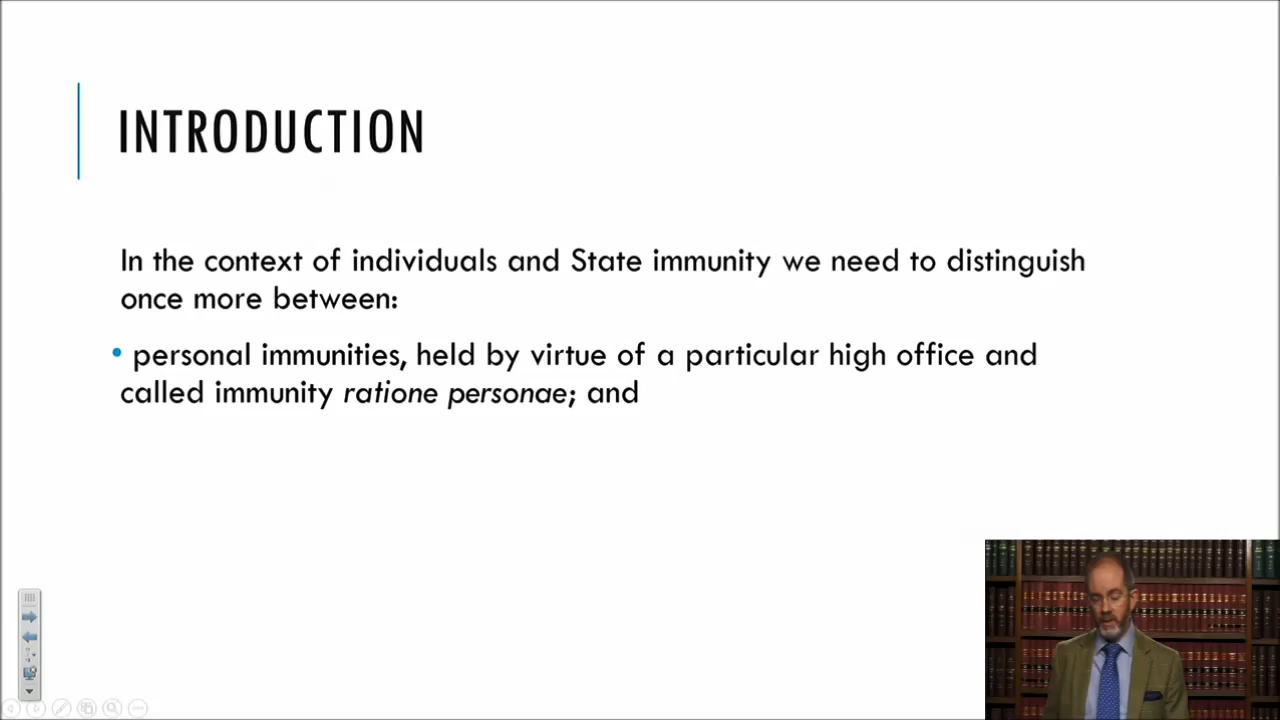 INTRODUCTION
In the context of individuals and State immunity we need to distinguish
once more between:
• personal immunities, held by virtue of a particular high office and
called immunity ratione personae; and